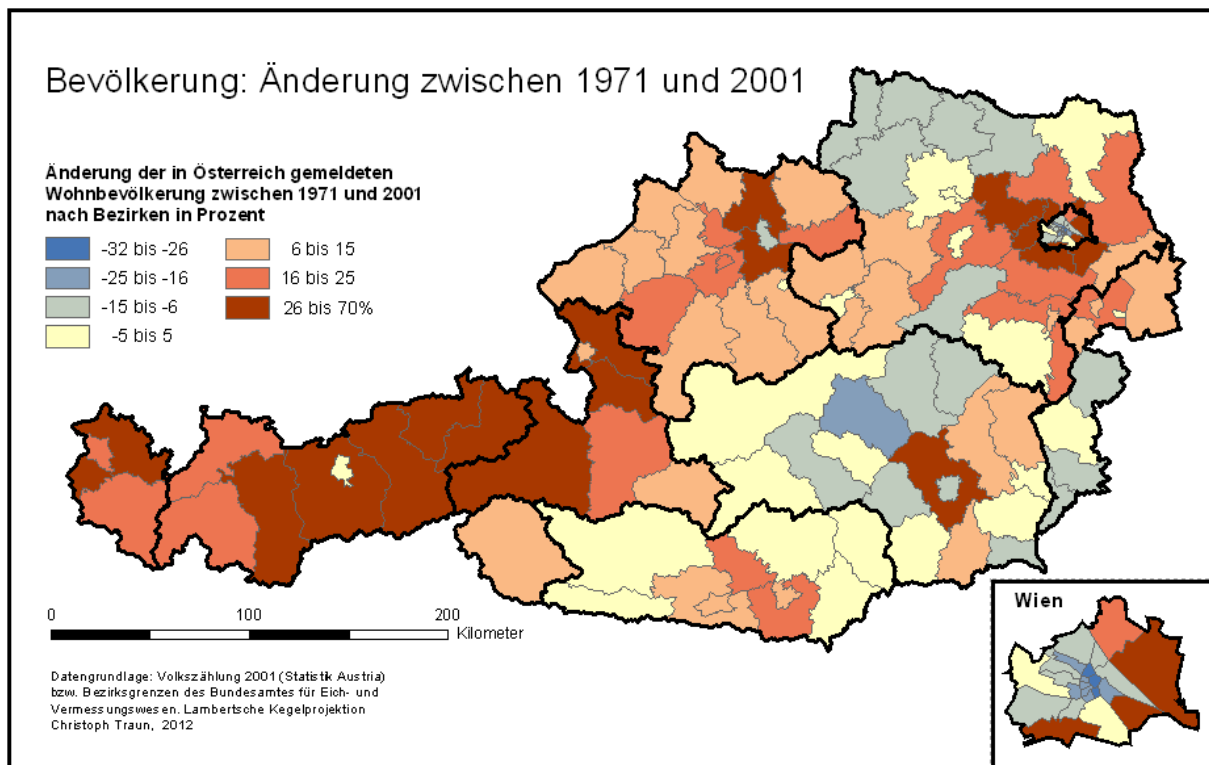 Bevölkerung: Änderung zwischen 1971 und 2001
Änderung der in Österreich gemeldeten
Wohnbevölkerung zwischen 1971 und 2001
nach Bezirken in Prozent
-32 bis -26
-25 bis -16
-15 bis -6
-5 bis 5
6 bis 15
16 bis 25
26 bis 70%
0 100 200
Kilometer
Datengrundlage: Volkszählung 2001 (Statistik Austria)
bzw. Bezirksgrenzen des Bundesamtes für Eich- und
Vermessungswesen. Lambertsche Kegelprojektion
Christoph Traun, 2012
Wien